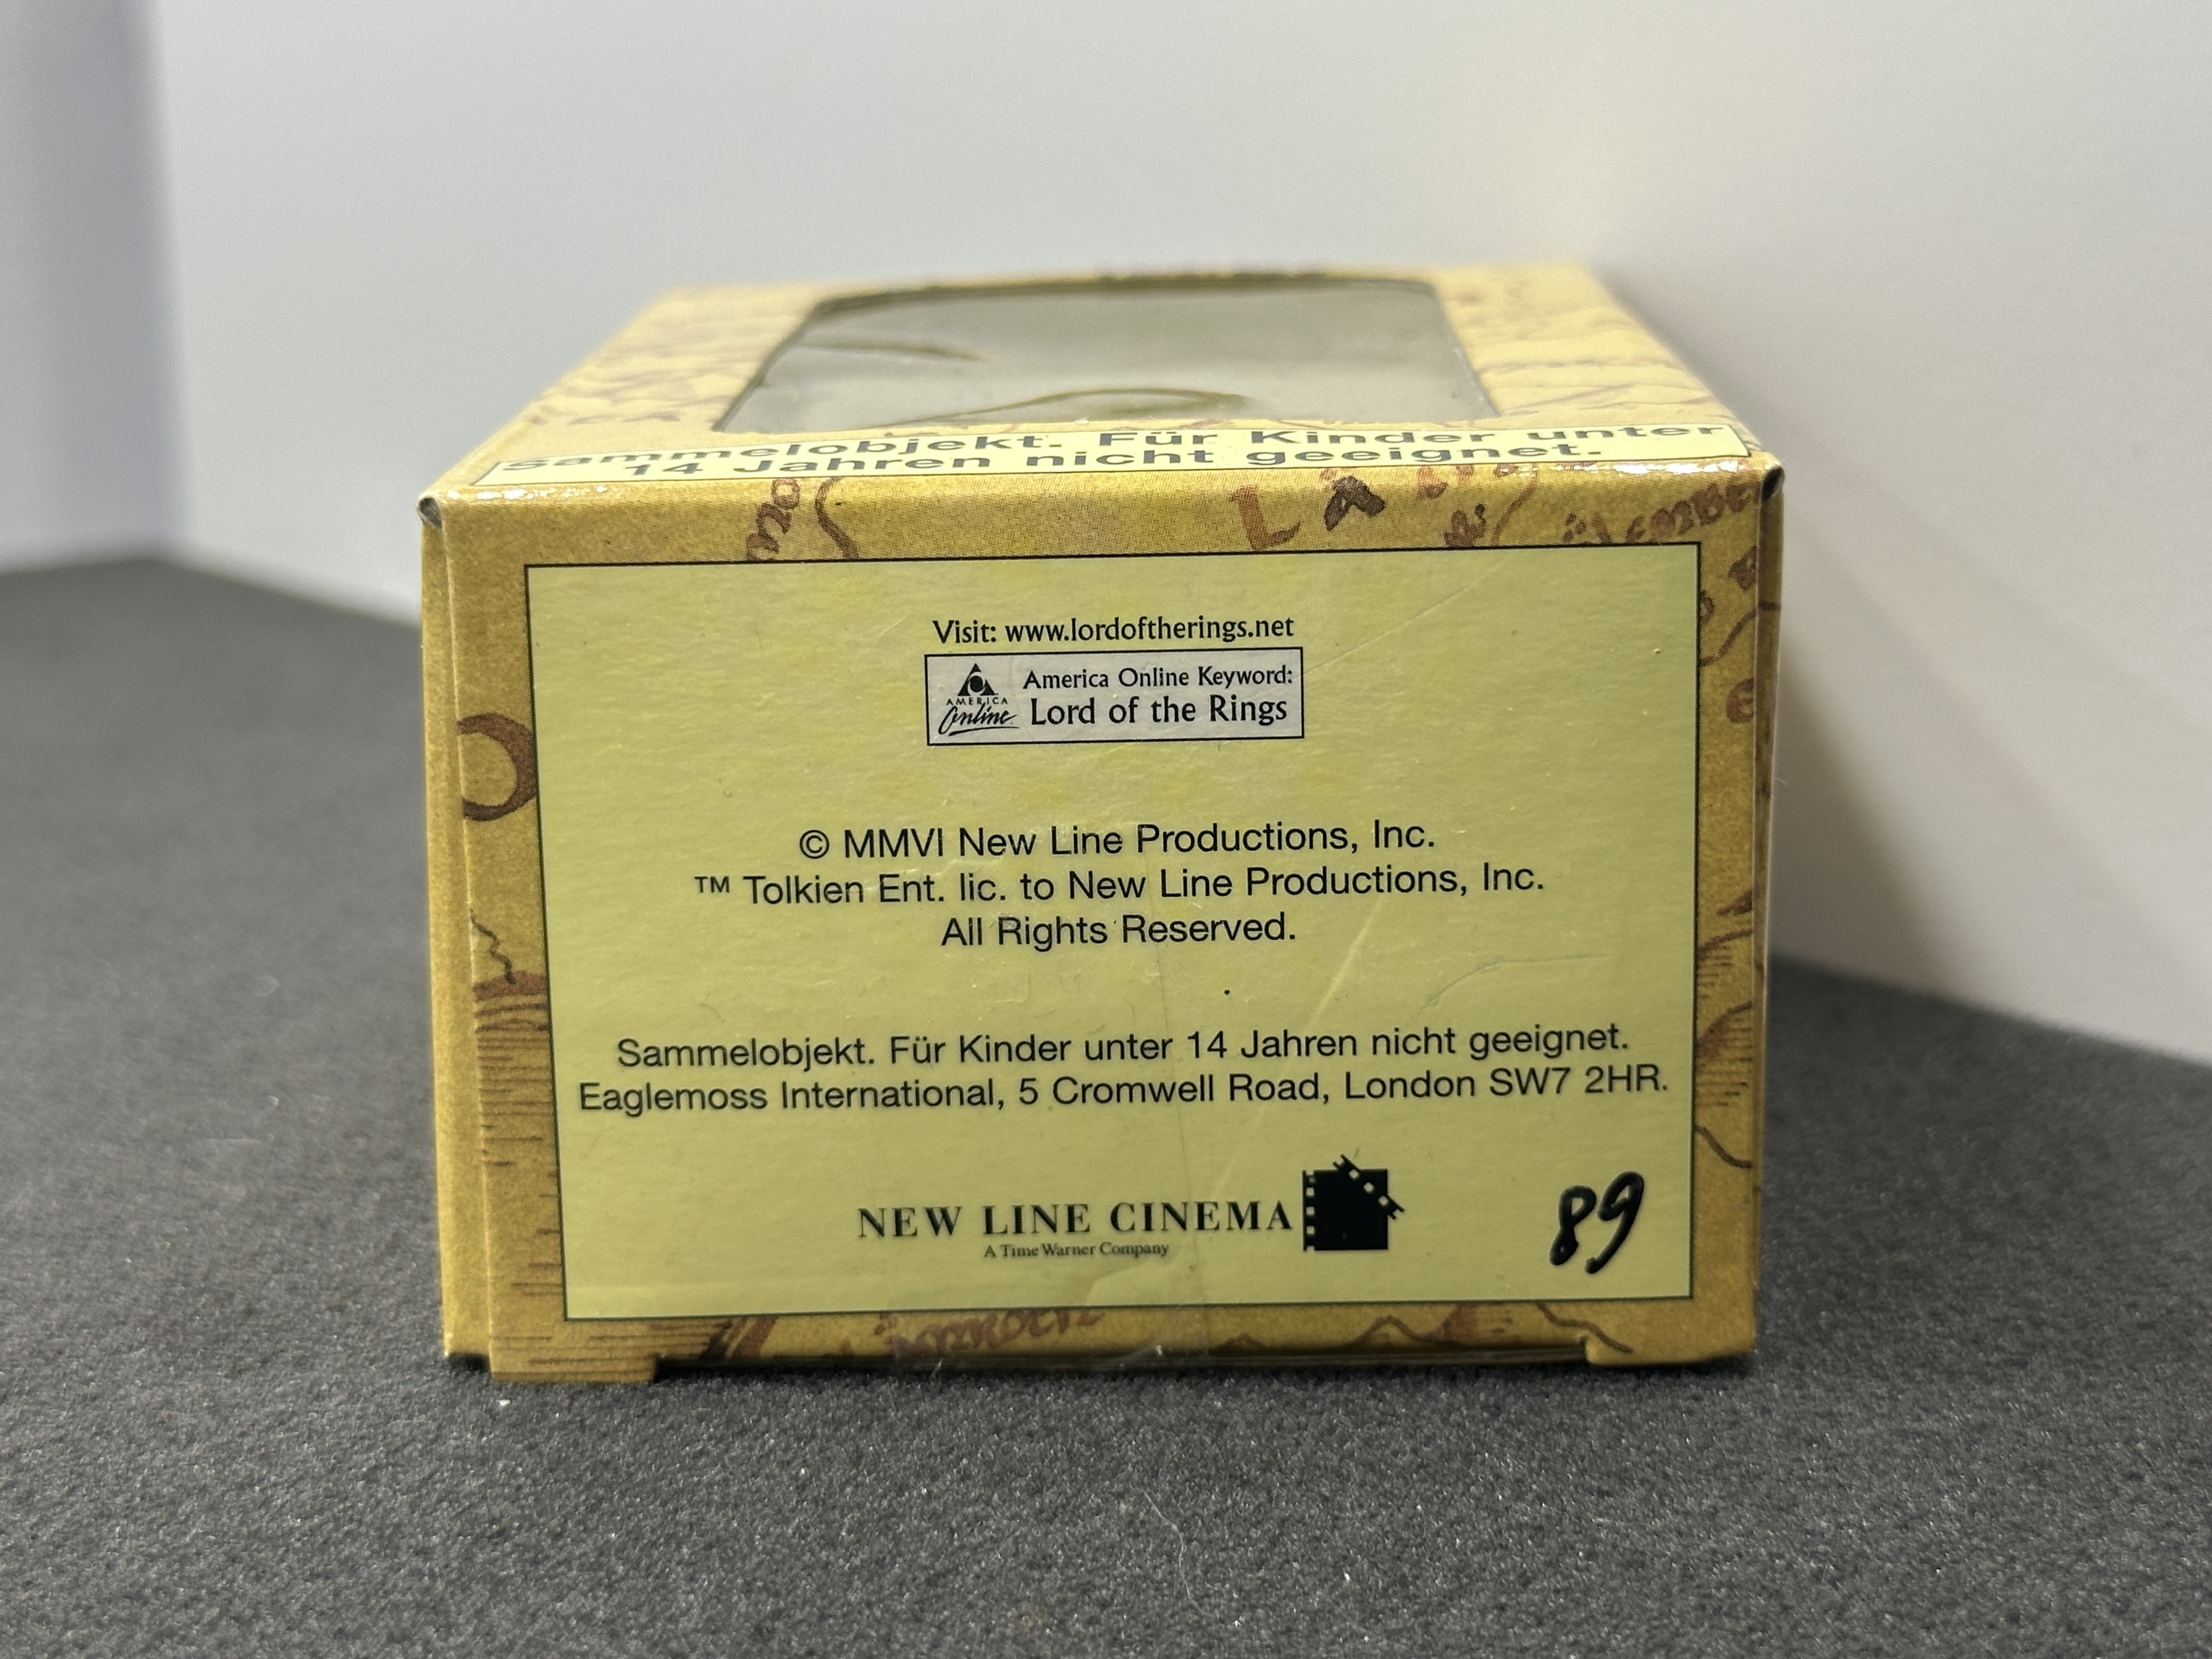 Sammelobjekt. Für Kinder unter
14 Jahren nicht geeignet.
Visit: www.lordoftherings.net
AMERICA
Online
America Online Keyword:
Lord of the Rings
© MMVI New Line Productions, Inc.
™ Tolkien Ent. lic. to New Line Productions, Inc.
All Rights Reserved.
Sammelobjekt. Für Kinder unter 14 Jahren nicht geeignet.
Eaglemoss International, 5 Cromwell Road, London SW7 2HR.
NEW LINE CINEMA
A Time Warner Company
89